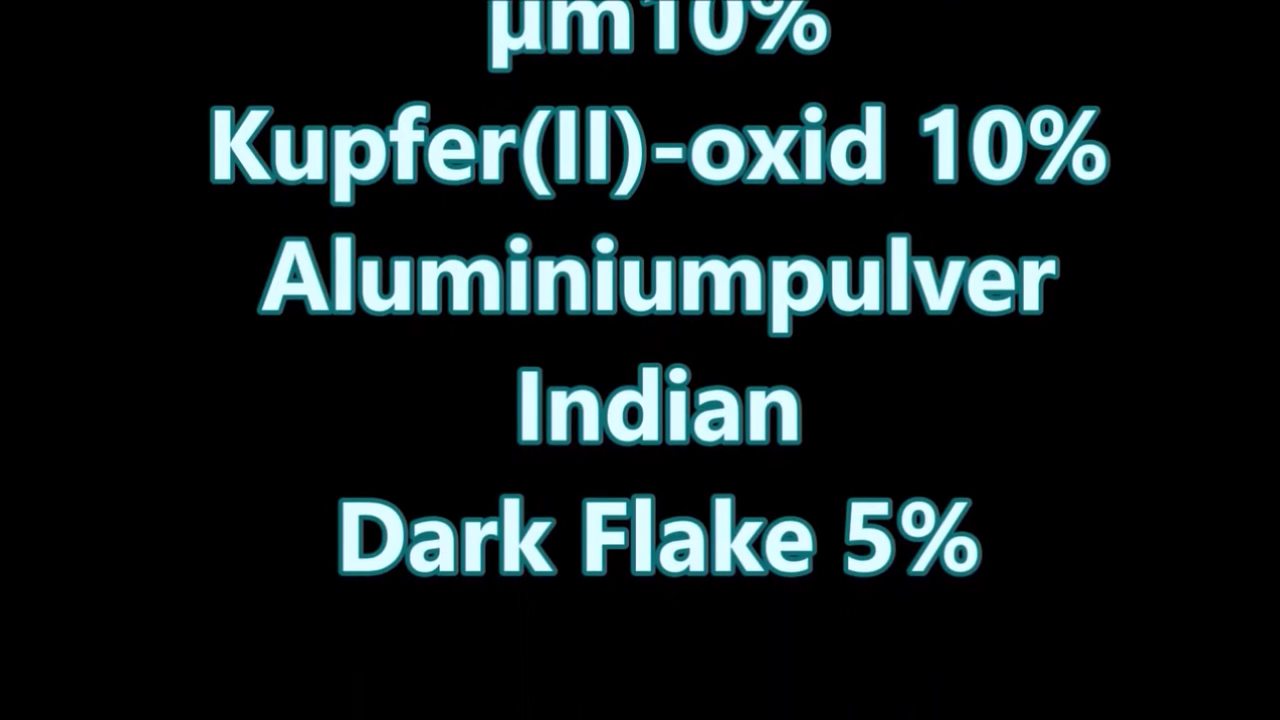 µm10%
Kupfer(II)-oxid 10%
Aluminiumpulver
Indian
Dark Flake 5%